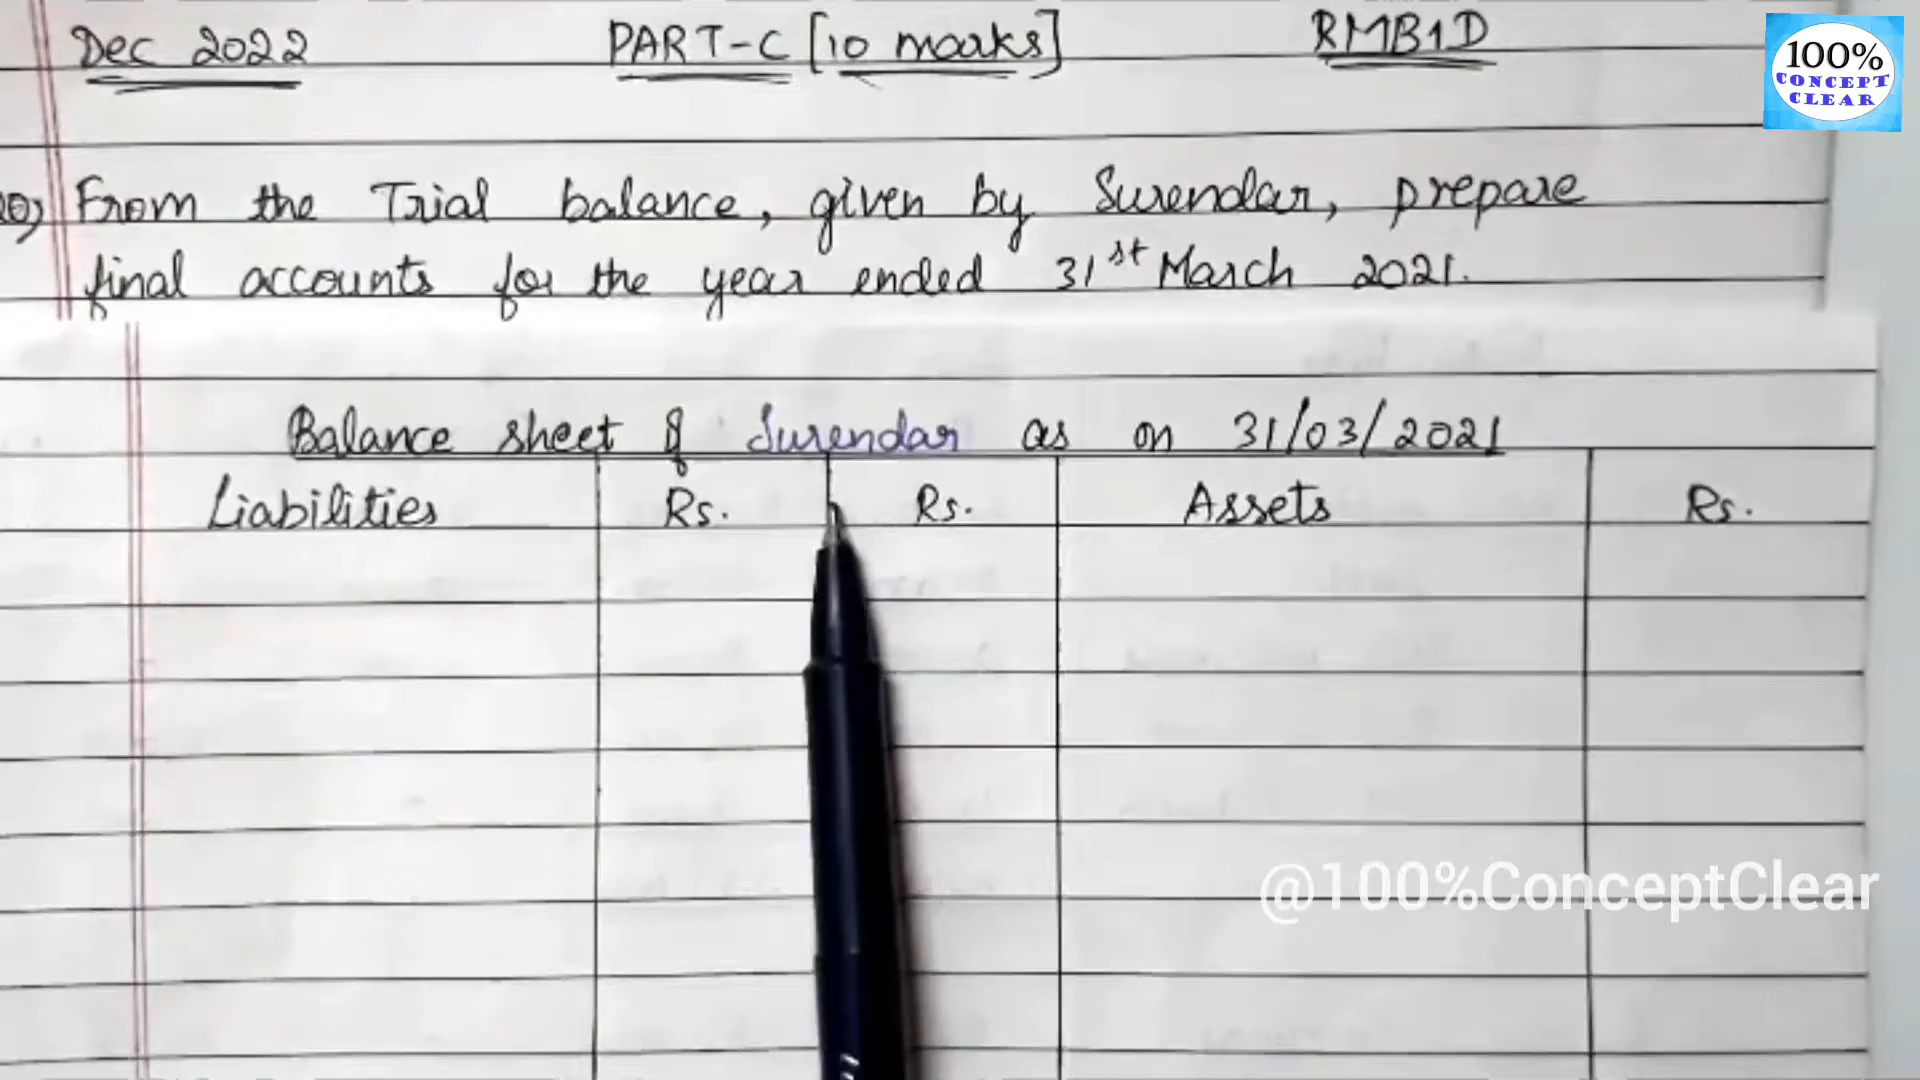 Dec 2022 PART-C [10 marks] RMB1D
100%
CONCEPT
CLEAR
20) From the Trial balance, given by Surendar, prepare
final accounts for the year ended 31st March 2021.
Balance sheet of Surendar as on 31/03/2021
Liabilities Rs. Rs. Assets Rs.
@100%ConceptClear